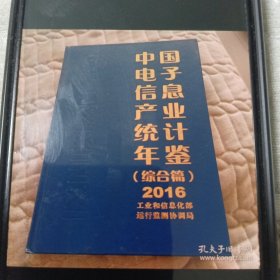 中国
电子
信息
产业
统计
年鉴
(综合篇)
2016
工业和信息化部
运行监测协调局
孔夫子旧书网